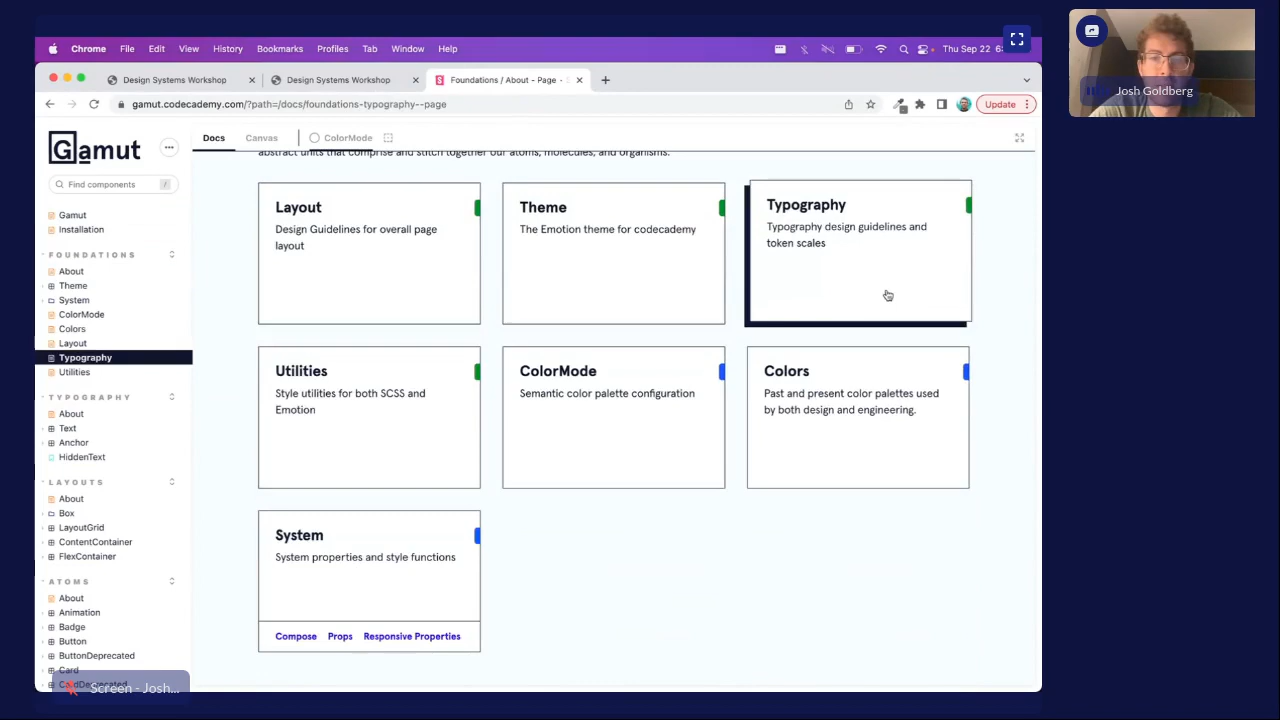 Chrome File Edit View History Bookmarks Profiles Tab Window Help
Thu Sep 22 6:
Design Systems Workshop
Design Systems Workshop
Foundations / About - Page -
gamut.codecademy.com/?path=/docs/foundations-typography--page
Update
Josh Goldberg
Gamut
Find components
/
Gamut
Installation
FOUNDATIONS
About
Theme
System
ColorMode
Colors
Layout
Typography
Utilities
TYPOGRAPHY
About
Text
Anchor
HiddenText
LAYOUTS
About
Box
LayoutGrid
ContentContainer
FlexContainer
ATOMS
About
Animation
Badge
Button
ButtonDeprecated
Card
CardDeprecated
Screen - Josh...
Docs Canvas ColorMode
abstract units that comprise and stitch together our atoms, molecules, and organisms.
Layout
Design Guidelines for overall page
layout
Theme
The Emotion theme for codecademy
Typography
Typography design guidelines and
token scales
Utilities
Style utilities for both SCSS and
Emotion
ColorMode
Semantic color palette configuration
Colors
Past and present color palettes used
by both design and engineering.
System
System properties and style functions
Compose Props Responsive Properties